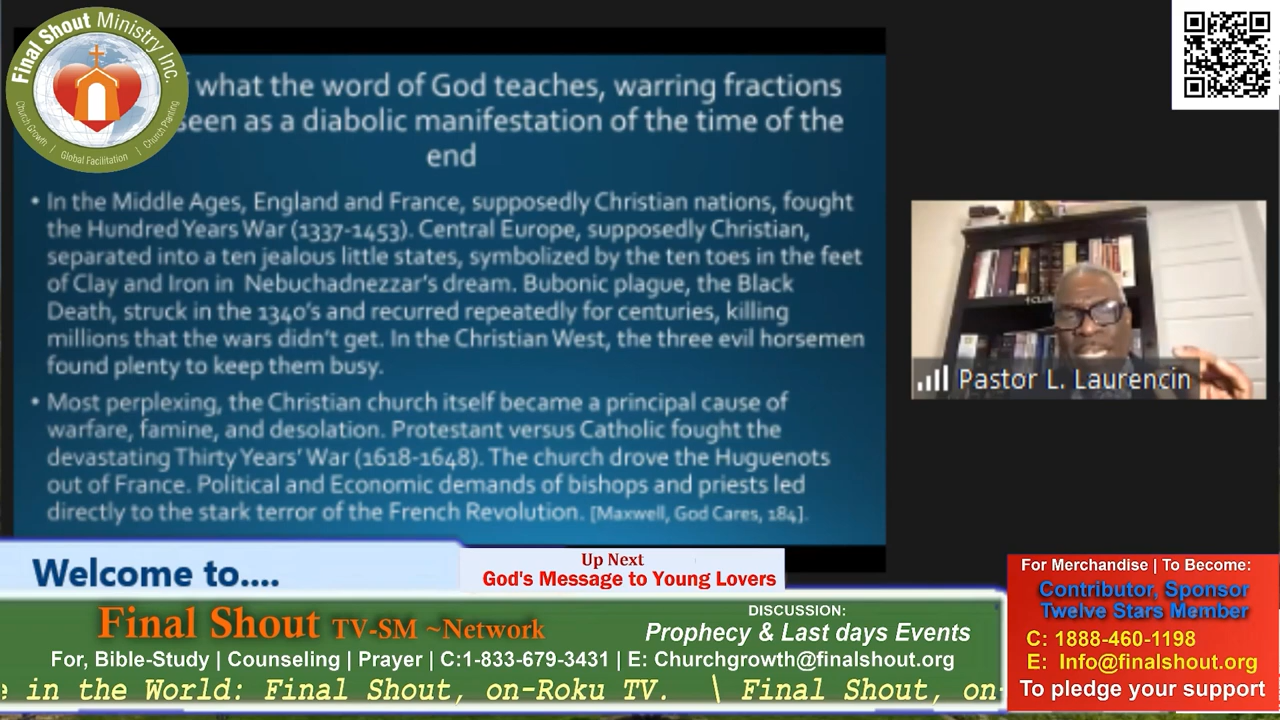 Final Shout Ministry Inc.
Church Growth | Global Facilitation | Church Planting
what the word of God teaches, warring fractions
seen as a diabolic manifestation of the time of the
end
• In the Middle Ages, England and France, supposedly Christian nations, fought
the Hundred Years War (1337-1453). Central Europe, supposedly Christian,
separated into a ten jealous little states, symbolized by the ten toes in the feet
of Clay and Iron in Nebuchadnezzar's dream. Bubonic plague, the Black
Death, struck in the 1340's and recurred repeatedly for centuries, killing
millions that the wars didn't get. In the Christian West, the three evil horsemen
found plenty to keep them busy.
• Most perplexing, the Christian church itself became a principal cause of
warfare, famine, and desolation. Protestant versus Catholic fought the
devastating Thirty Years' War (1618-1648). The church drove the Huguenots
out of France. Political and Economic demands of bishops and priests led
directly to the stark terror of the French Revolution. [Maxwell, God Cares, 184].
Pastor L. Laurencin
Welcome to....
Up Next
God's Message to Young Lovers
Final Shout TV-SM ~Network
DISCUSSION:
Prophecy & Last days Events
For, Bible-Study | Counseling | Prayer | C:1-833-679-3431 | E: Churchgrowth@finalshout.org
e in the World: Final Shout, on-Roku TV. \ Final Shout, on-
For Merchandise | To Become:
Contributor, Sponsor
Twelve Stars Member
C: 1888-460-1198
E: Info@finalshout.org
To pledge your support